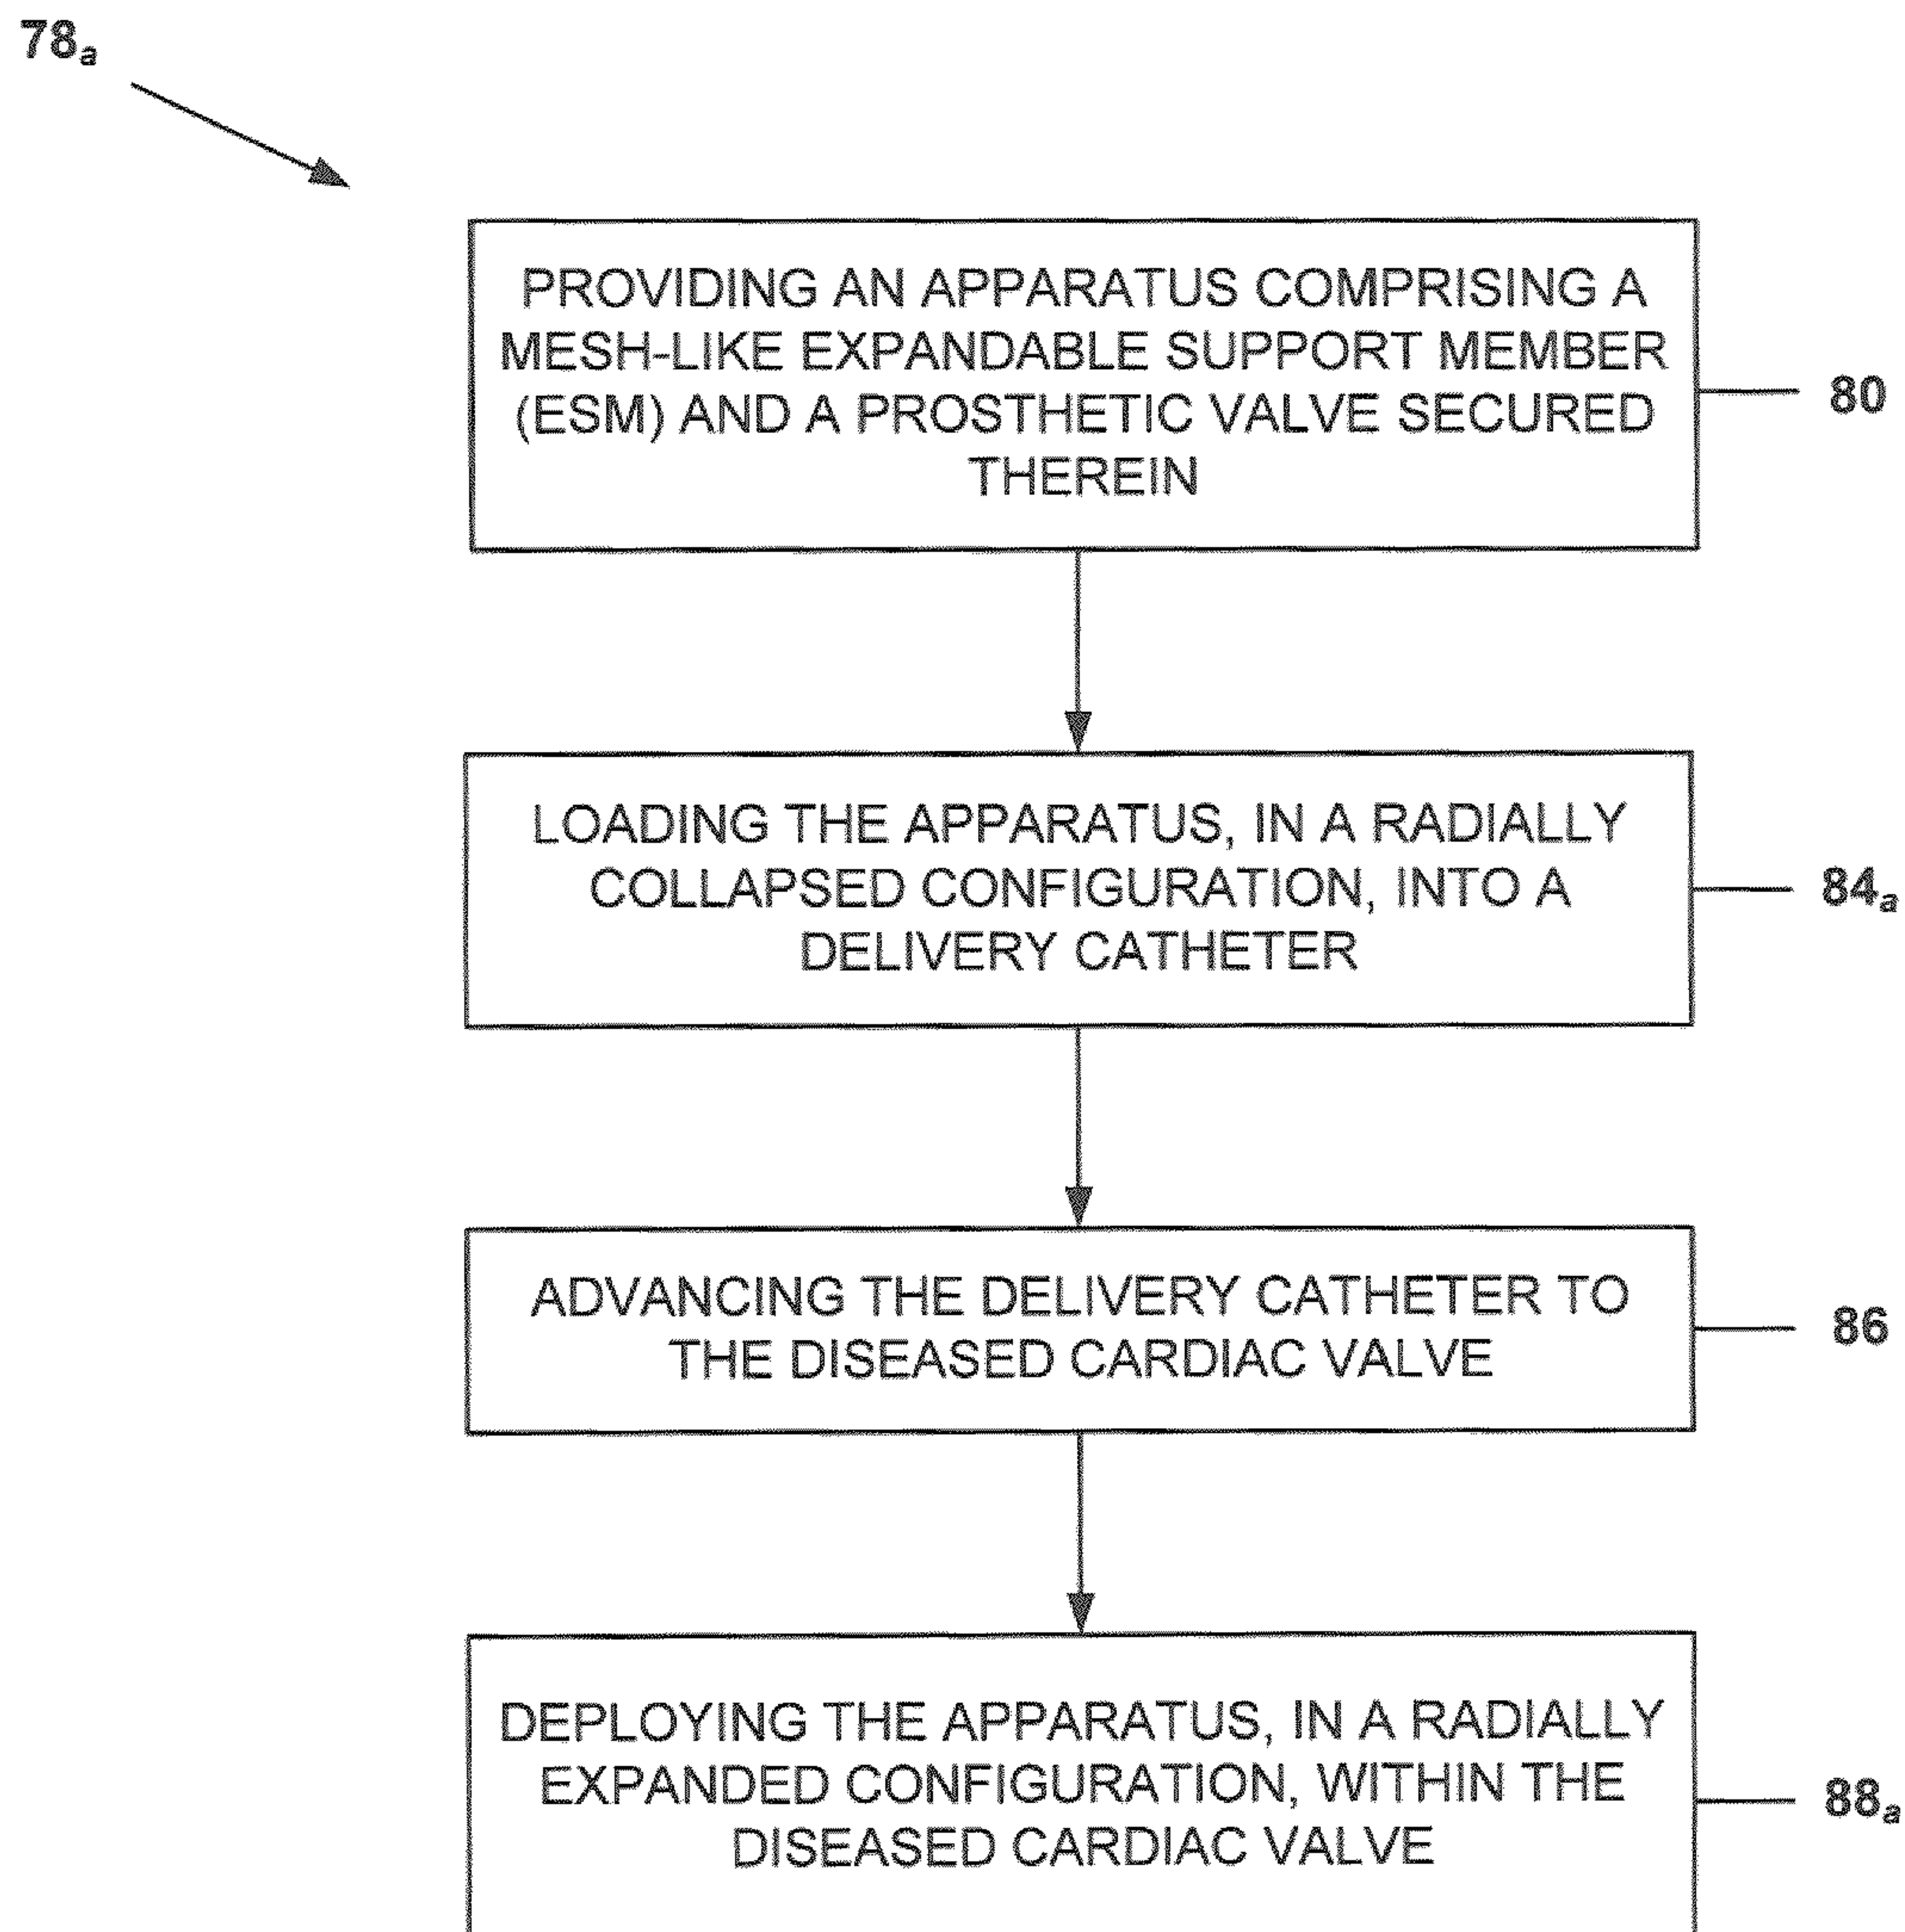 78a
PROVIDING AN APPARATUS COMPRISING A
MESH-LIKE EXPANDABLE SUPPORT MEMBER
(ESM) AND A PROSTHETIC VALVE SECURED
THEREIN
80
LOADING THE APPARATUS, IN A RADIALLY
COLLAPSED CONFIGURATION, INTO A
DELIVERY CATHETER
84a
ADVANCING THE DELIVERY CATHETER TO
THE DISEASED CARDIAC VALVE
86
DEPLOYING THE APPARATUS, IN A RADIALLY
EXPANDED CONFIGURATION, WITHIN THE
DISEASED CARDIAC VALVE
88a